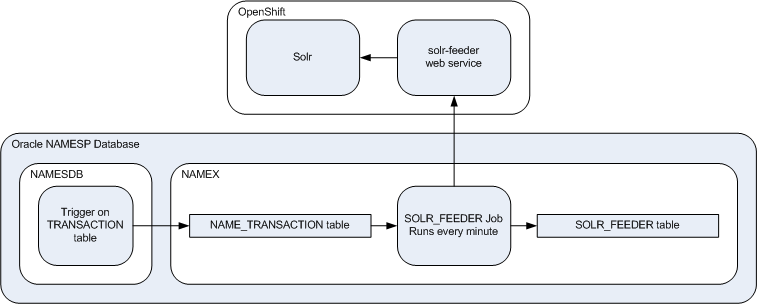 OpenShift
Solr
solr-feeder
web service
Oracle NAMESP Database
NAMESDB
NAMEX
Trigger on
TRANSACTION
table
NAME_TRANSACTION table
SOLR_FEEDER Job
Runs every minute
SOLR_FEEDER table